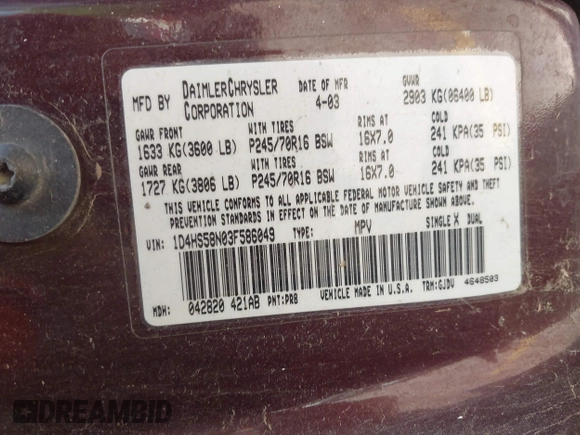 MFD BY DAIMLERCHRYSLER CORPORATION DATE OF MFR 4-03 GVWR 2903 KG(06400 LB)
GAWR FRONT WITH TIRES RIMS AT COLD
1633 KG(3600 LB) P245/70R16 BSW 16X7.0 241 KPA(35 PSI)
GAWR REAR WITH TIRES RIMS AT COLD
1727 KG(3806 LB) P245/70R16 BSW 16X7.0 241 KPA(35 PSI)
THIS VEHICLE CONFORMS TO ALL APPLICABLE FEDERAL MOTOR VEHICLE SAFETY AND THEFT
PREVENTION STANDARDS IN EFFECT ON THE DATE OF MANUFACTURE SHOWN ABOVE.
VIN: 1D4HS58N03F586049 TYPE: MPV SINGLE X DUAL
MDH: 042820 421AB PNT:PR8 VEHICLE MADE IN U.S.A. TRM:GJDV 4648503
DREAMBID